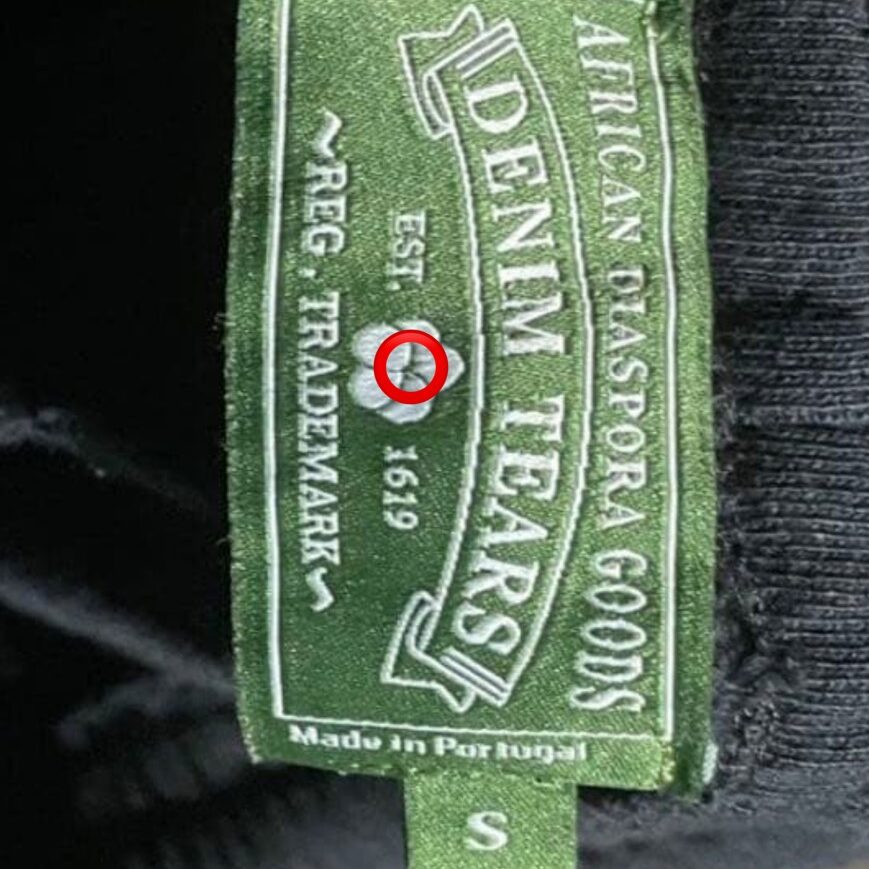 AFRICAN DIASPORA GOODS
DENIM TEARS
EST. 1619
~REG. TRADEMARK~
Made in Portugal
S